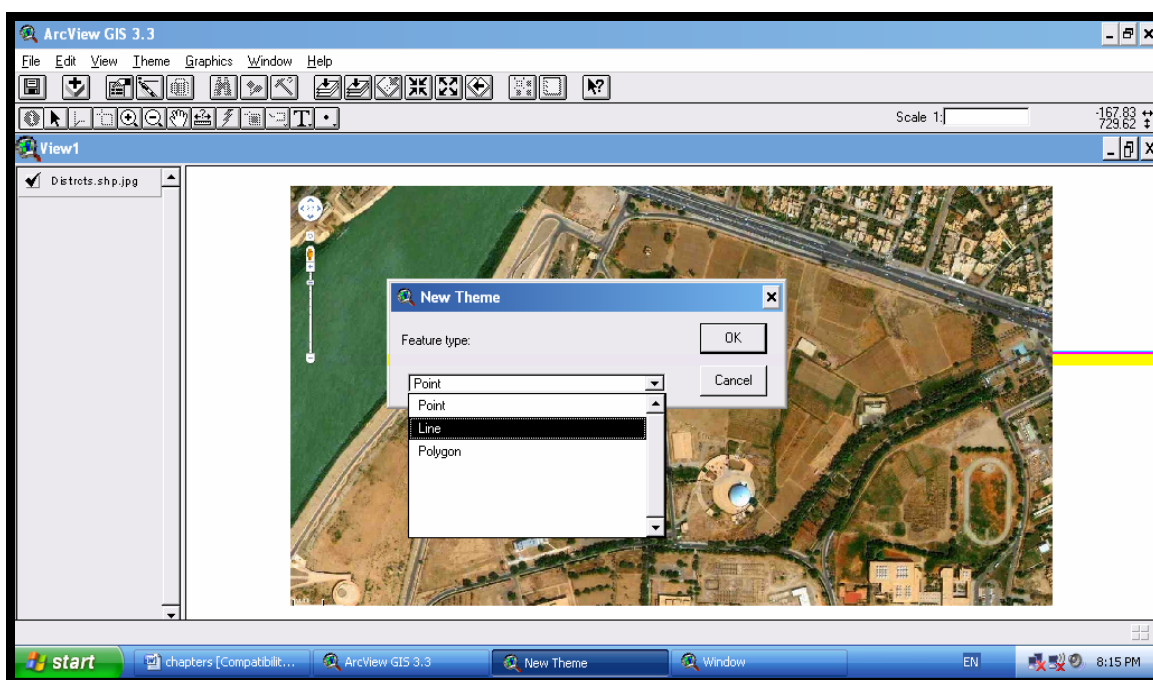 ArcView GIS 3.3
File Edit View Theme Graphics Window Help
Scale 1:
-167.83
729.62
View1
Distrcts.shp.jpg
New Theme
Feature type:
OK
Point
Cancel
Point
Line
Polygon
start
chapters [Compatibilit...
ArcView GIS 3.3
New Theme
Window
EN
8:15 PM